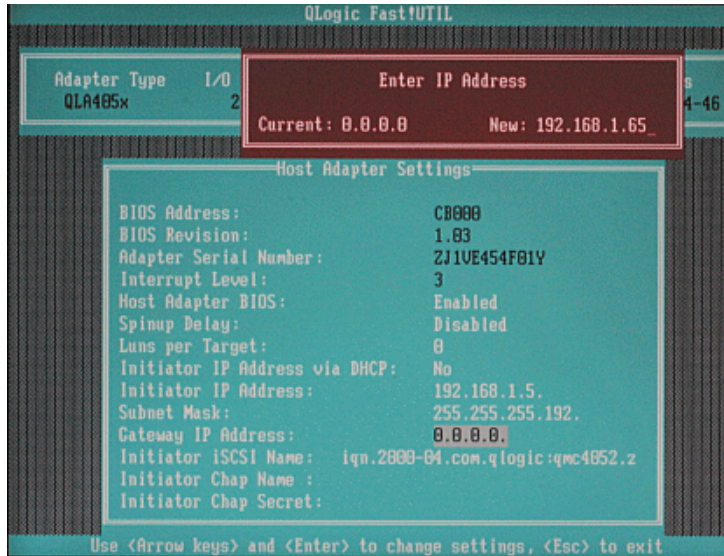 QLogic Fast!UTIL
Adapter Type I/O
QLA405x 2
s
4-46
Enter IP Address
Current: 0.0.0.0 New: 192.168.1.65_
Host Adapter Settings
BIOS Address: CB000
BIOS Revision: 1.03
Adapter Serial Number: ZJ1VE454F01Y
Interrupt Level: 3
Host Adapter BIOS: Enabled
Spinup Delay: Disabled
Luns per Target: 0
Initiator IP Address via DHCP: No
Initiator IP Address: 192.168.1.5.
Subnet Mask: 255.255.255.192.
Gateway IP Address: 0.0.0.0.
Initiator iSCSI Name: iqn.2000-04.com.qlogic:qmc4052.z
Initiator Chap Name :
Initiator Chap Secret:
Use <Arrow keys> and <Enter> to change settings, <Esc> to exit